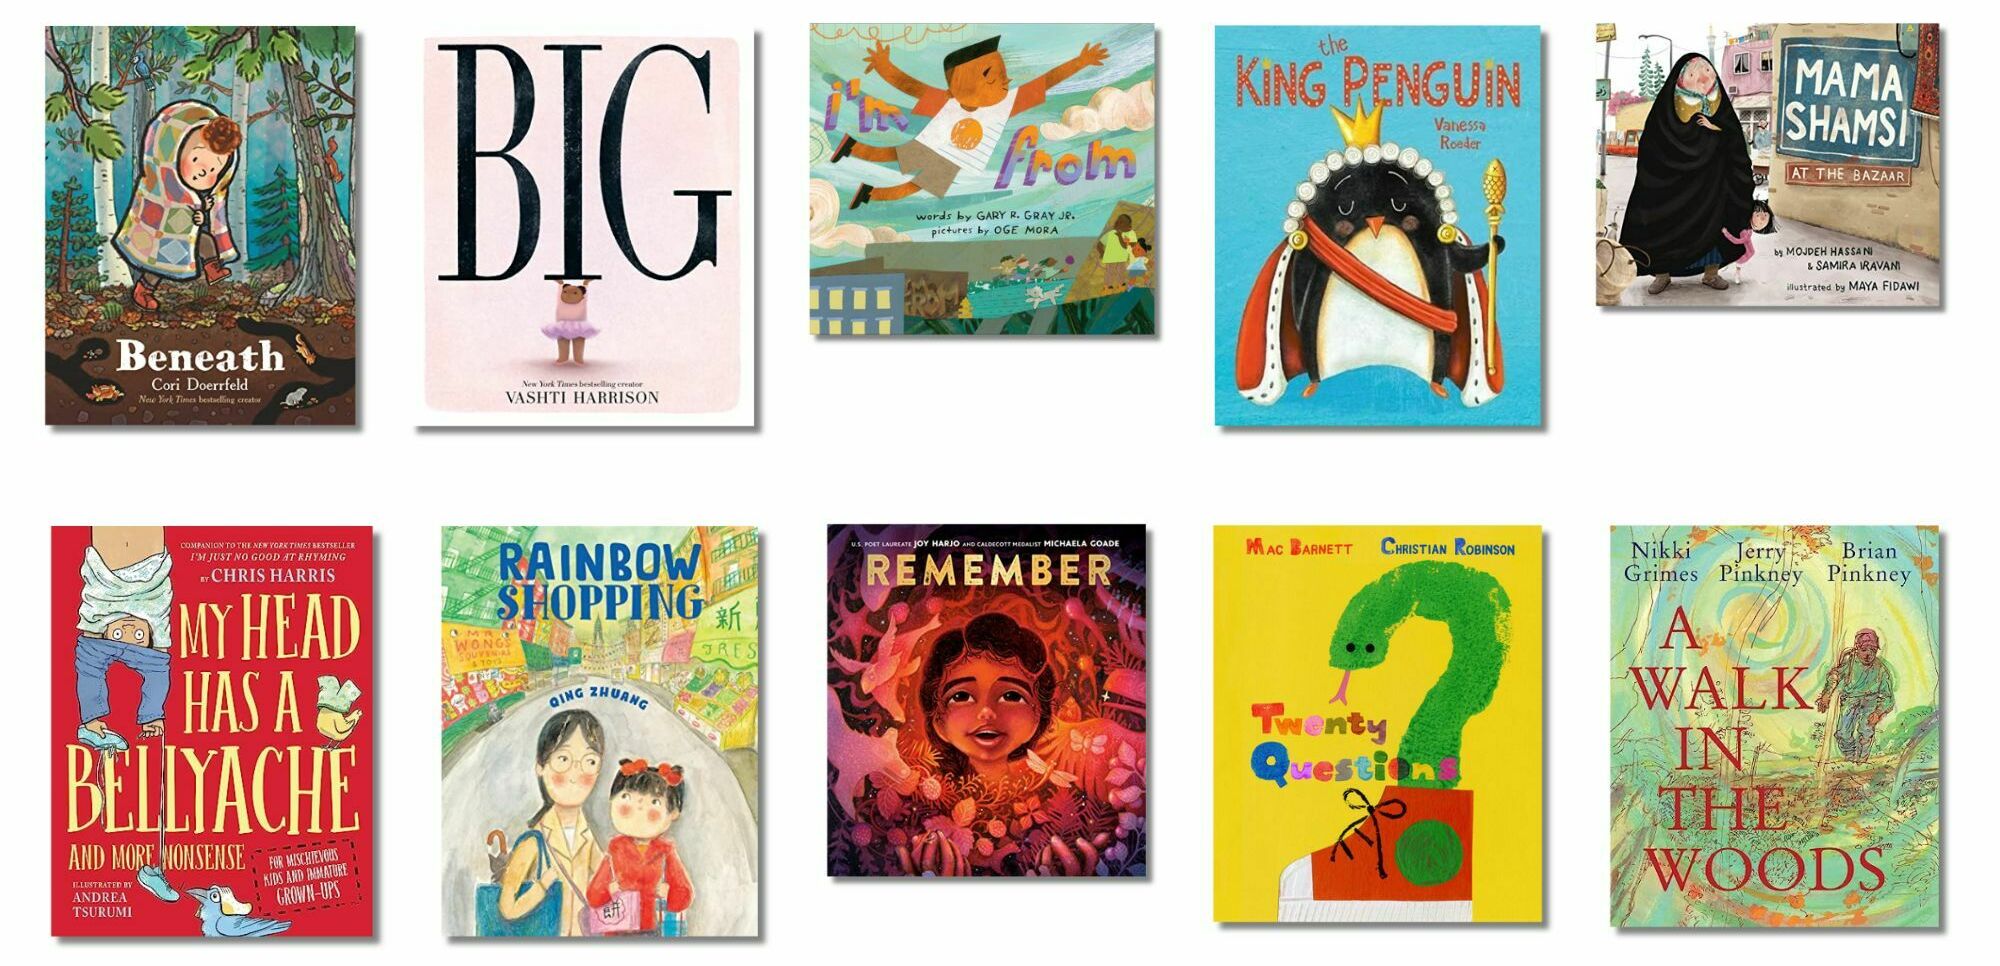 Beneath
Cori Doerrfeld
New York Times bestselling creator
BIG
New York Times bestselling creator
VASHTI HARRISON
i'm
from
words by GARY R. GRAY JR.
pictures by OGE MORA
the
KING PENGUIN
Vanessa
Roeder
MAMA
SHAMSI
AT THE BAZAAR
by MOJDEH HASSANI
& SAMIRA IRAVANI
illustrated by MAYA FIDAWI
COMPANION TO THE NEW YORK TIMES BESTSELLER
I'M JUST NO GOOD AT RHYMING
BY CHRIS HARRIS
MY HEAD
HAS A
BELLYACHE
AND MORE NONSENSE
FOR MISCHIEVOUS
KIDS AND IMMATURE
GROWN-UPS
ILLUSTRATED BY
ANDREA
TSURUMI
RAINBOW
SHOPPING
新
MR
WONGS
SOUVENIRS
& TOYS
QING ZHUANG
U.S. POET LAUREATE JOY HARJO AND CALDECOTT MEDALIST MICHAELA GOADE
REMEMBER
MAC BARNETT CHRISTIAN ROBINSON
Twenty
Questions
Nikki Grimes
Jerry Pinkney
Brian Pinkney
A
WALK
IN
THE
WOODS